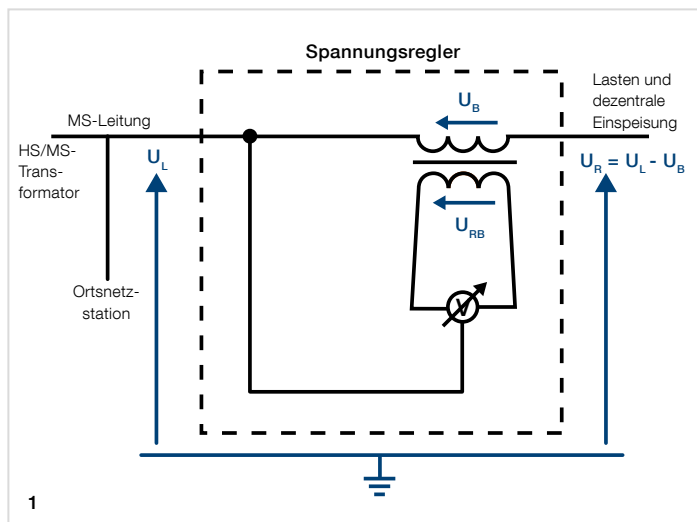 Spannungsregler
MS-Leitung
HS/MS-
Trans-
formator
Ortsnetz-
station
U_L
U_B
U_RB
V
Lasten und
dezentrale
Einspeisung
U_R = U_L - U_B
1